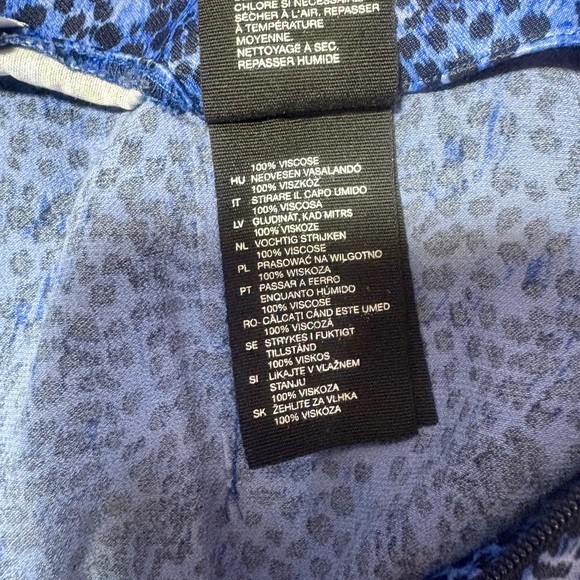 CHLORE SI NÉCESSAIRE
SÉCHER À L'AIR, REPASSER
À TEMPÉRATURE
MOYENNE.
NETTOYAGE À SEC.
REPASSER HUMIDE
100% VISCOSE
HU NEDVESEN VASALANDÓ
100% VISZKÓZ
IT STIRARE IL CAPO UMIDO
100% VISCOSA
LV GLUDINĀT, KAD MITRS
100% VISKOZE
NL VOCHTIG STRIJKEN
100% VISCOSE
PL PRASOWAĆ NA WILGOTNO
100% WISKOZA
PT PASSAR A FERRO
ENQUANTO HÚMIDO
100% VISCOSE
RO CĂLCAȚI CÂND ESTE UMED
100% VISCOZĂ
SE STRYKES I FUKTIGT
TILLSTÅND
100% VISKOS
SI LIKAJTE V VLAŽNEM
STANJU
100% VISKOZA
SK ŽEHLITE ZA VLHKA
100% VISKÓZA